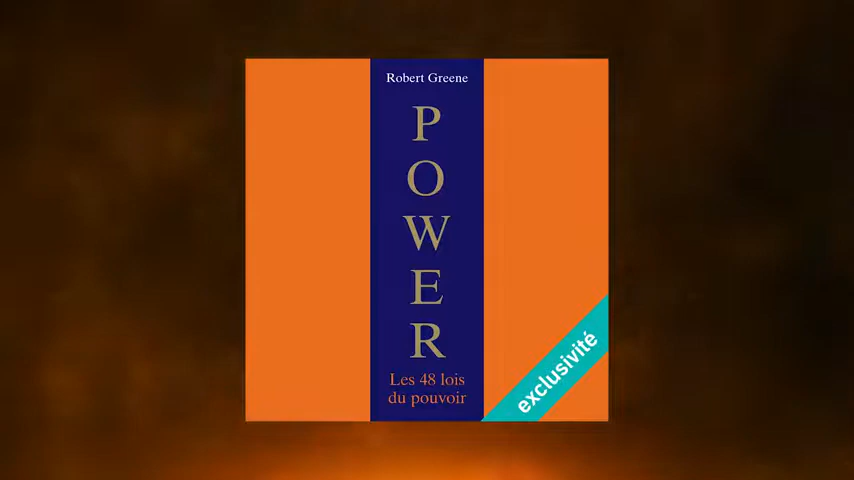 Robert Greene
P
O
W
E
R
Les 48 lois
du pouvoir
exclusivité